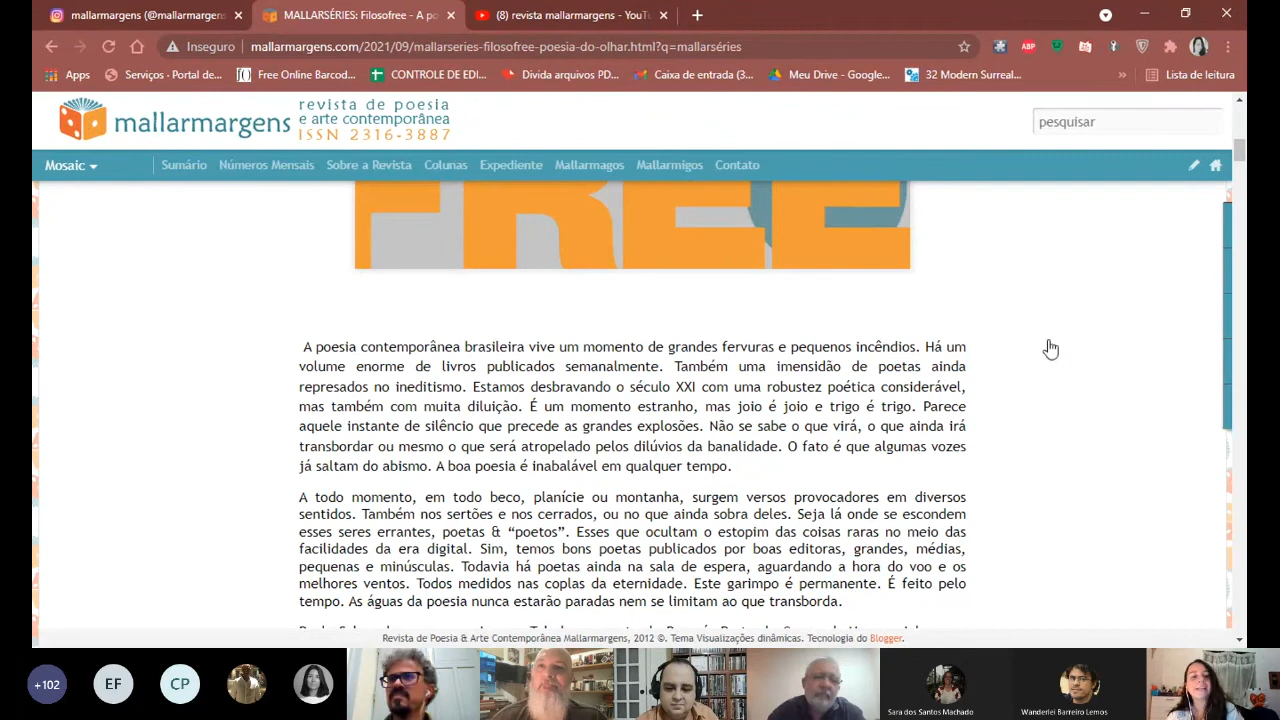 mallarmargens (@mallarmargens
MALLARSÉRIES: Filosofree - A po
(8) revista mallarmargens - YouTu
Inseguro
mallarmargens.com/2021/09/mallarseries-filosofree-poesia-do-olhar.html?q=mallarséries
Apps
Serviços - Portal de...
Free Online Barcod...
CONTROLE DE EDI...
Divida arquivos PD...
Caixa de entrada (3...
Meu Drive - Google...
32 Modern Surreal...
»
Lista de leitura
mallarmargens
revista de poesia
e arte contemporânea
ISSN 2316-3887
pesquisar
Mosaic
Sumário
Números Mensais
Sobre a Revista
Colunas
Expediente
Mallarmagos
Mallarmigos
Contato
FREE
A poesia contemporânea brasileira vive um momento de grandes fervuras e pequenos incêndios. Há um
volume enorme de livros publicados semanalmente. Também uma imensidão de poetas ainda
represados no ineditismo. Estamos desbravando o século XXI com uma robustez poética considerável,
mas também com muita diluição. É um momento estranho, mas joio é joio e trigo é trigo. Parece
aquele instante de silêncio que precede as grandes explosões. Não se sabe o que virá, o que ainda irá
transbordar ou mesmo o que será atropelado pelos dilúvios da banalidade. O fato é que algumas vozes
já saltam do abismo. A boa poesia é inabalável em qualquer tempo.
A todo momento, em todo beco, planície ou montanha, surgem versos provocadores em diversos
sentidos. Também nos sertões e nos cerrados, ou no que ainda sobra deles. Seja lá onde se escondem
esses seres errantes, poetas & “poetos”. Esses que ocultam o estopim das coisas raras no meio das
facilidades da era digital. Sim, temos bons poetas publicados por boas editoras, grandes, médias,
pequenas e minúsculas. Todavia há poetas ainda na sala de espera, aguardando a hora do voo e os
melhores ventos. Todos medidos nas coplas da eternidade. Este garimpo é permanente. É feito pelo
tempo. As águas da poesia nunca estarão paradas nem se limitam ao que transborda.
Revista de Poesia & Arte Contemporânea Mallarmargens, 2012 ©. Tema Visualizações dinâmicas. Tecnologia do Blogger.
+102
EF
CP
Sara dos Santos Machado
Wanderlei Barreiro Lemos